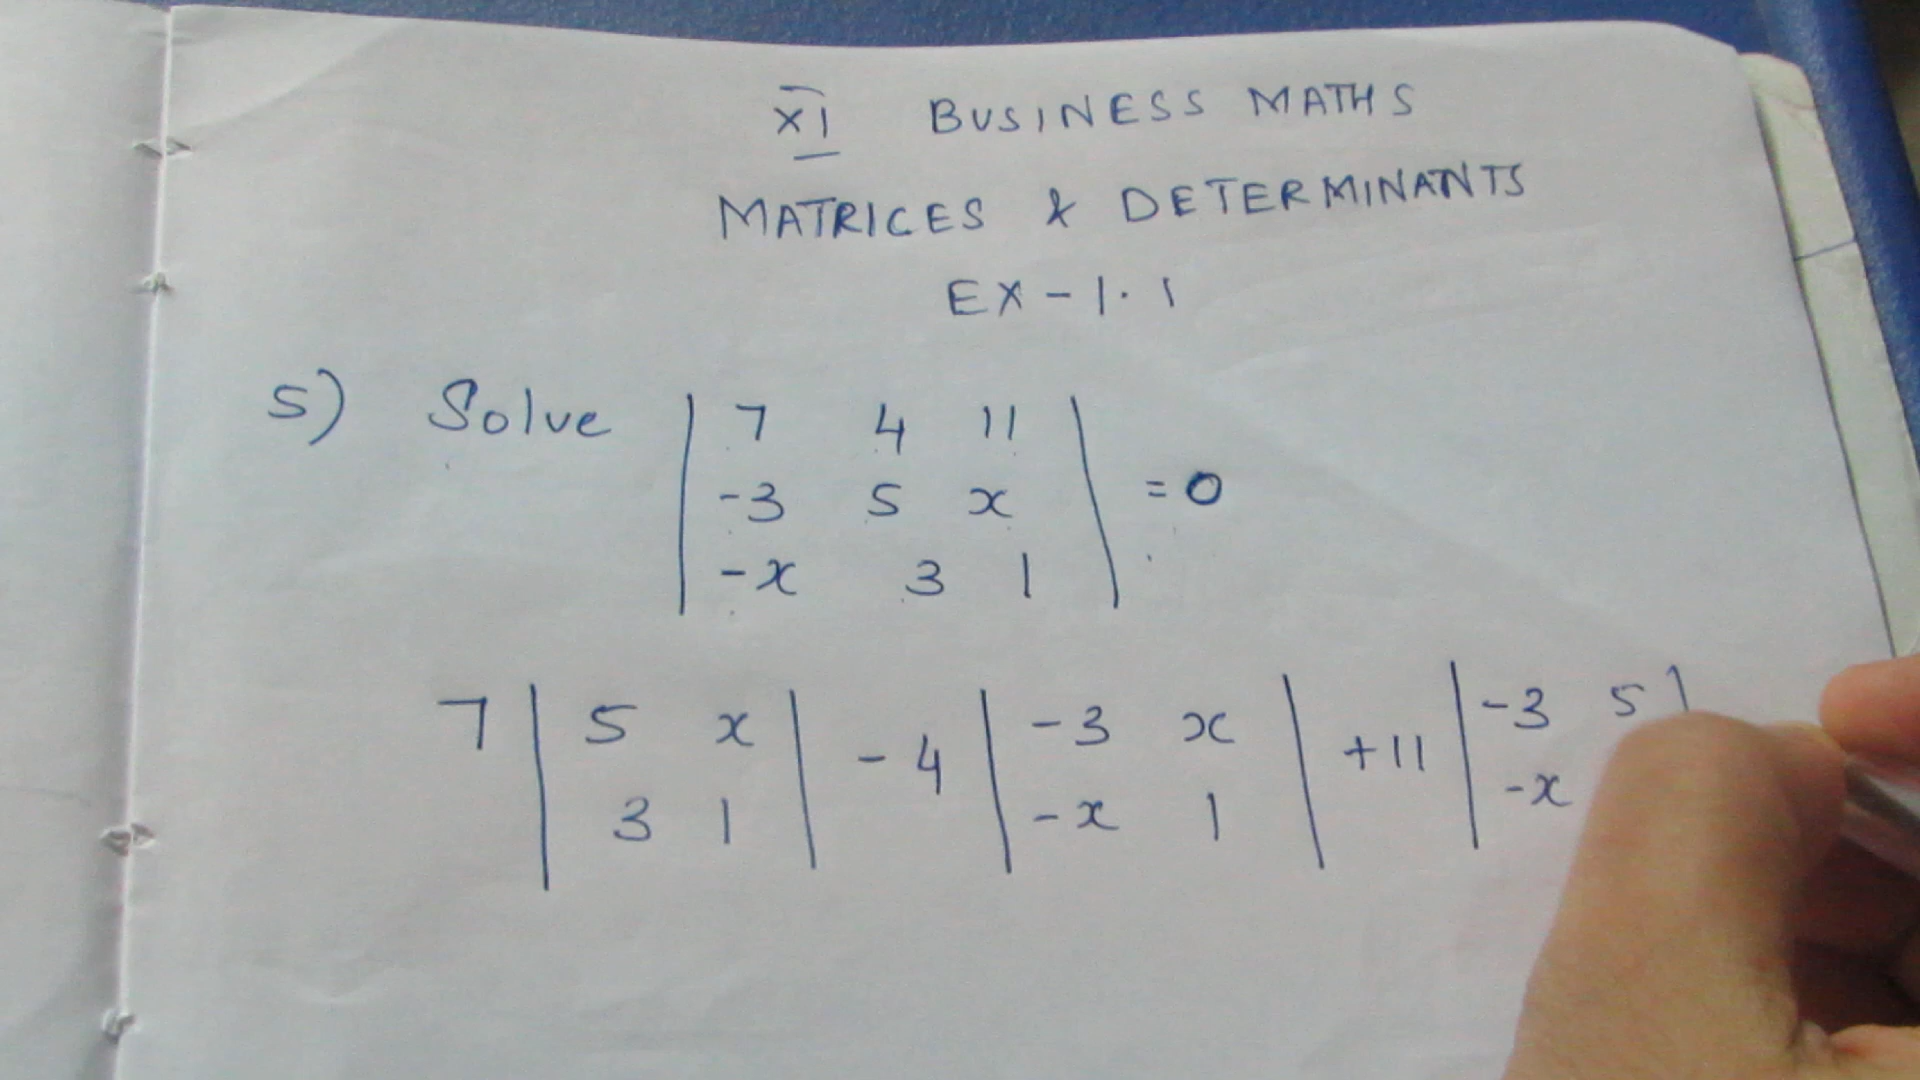 XI BUSINESS MATHS
MATRICES & DETERMINANTS
EX - 1.1
5) Solve | 7 4 11 |
| -3 5 x | = 0
| -x 3 1 |
7 | 5 x | - 4 | -3 x | + 11 | -3 5 |
| 3 1 | | -x 1 | | -x